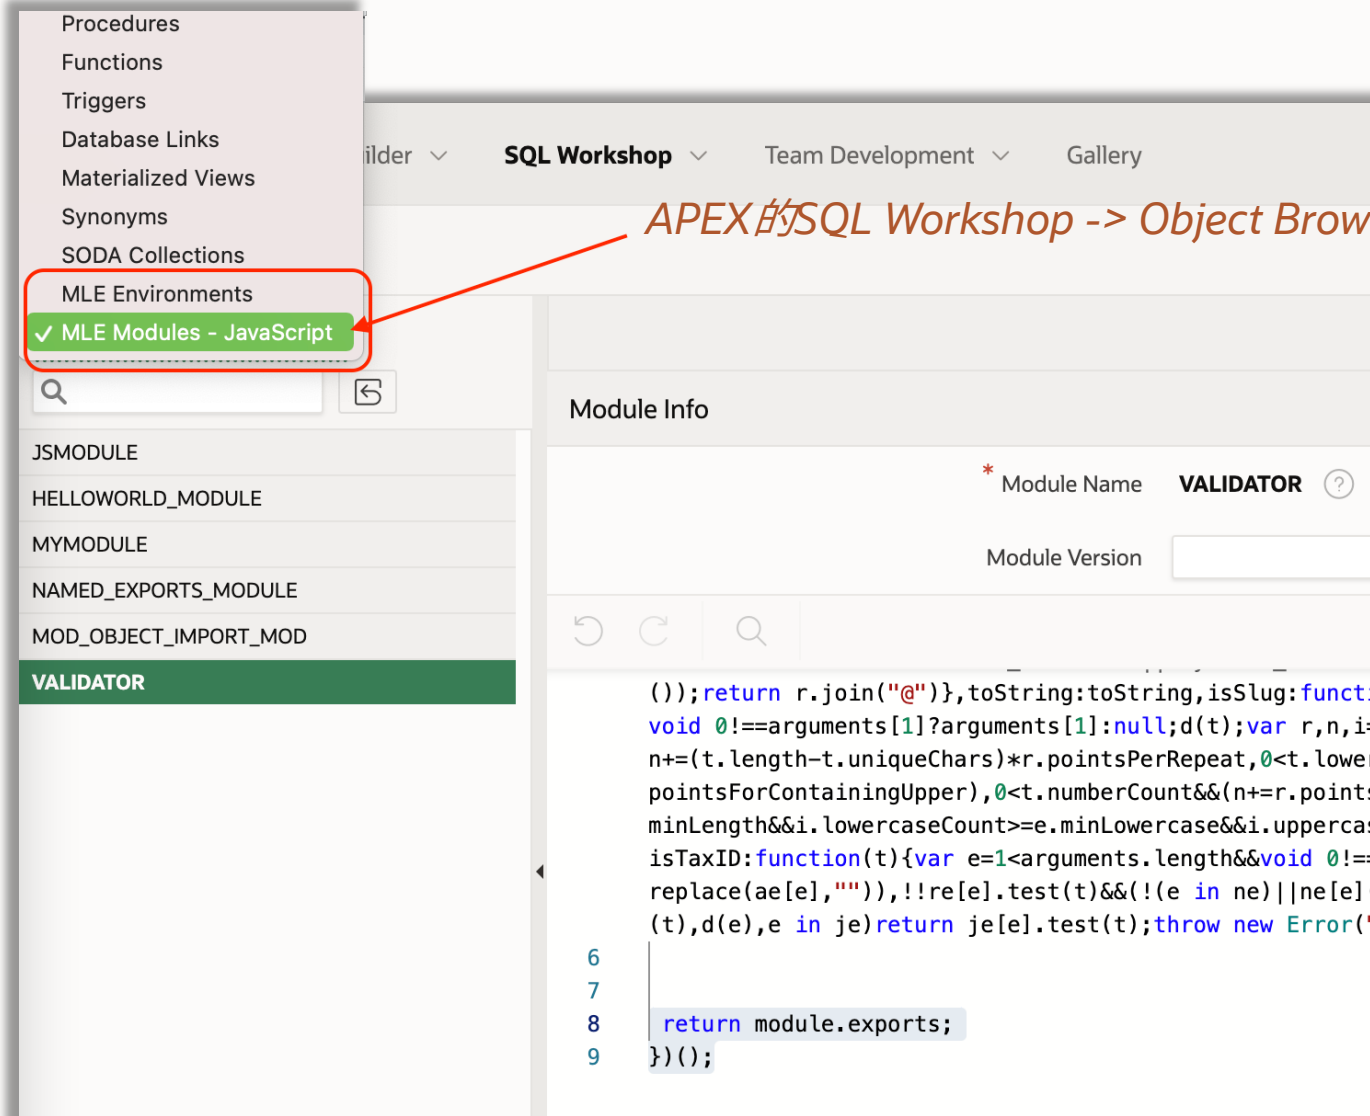 Procedures
Functions
Triggers
Database Links
Materialized Views
Synonyms
SODA Collections
MLE Environments
✓ MLE Modules - JavaScript
ilder
SQL Workshop
Team Development
Gallery
APEX的SQL Workshop -> Object Brow
JSMODULE
HELLOWORLD_MODULE
MYMODULE
NAMED_EXPORTS_MODULE
MOD_OBJECT_IMPORT_MOD
VALIDATOR
Module Info
* Module Name VALIDATOR ?
Module Version
());return r.join("@")},toString:toString,isSlug:functi
void 0!==arguments[1]?arguments[1]:null;d(t);var r,n,i=
n+=(t.length-t.uniqueChars)*r.pointsPerRepeat,0<t.lower
pointsForContainingUpper),0<t.numberCount&&(n+=r.points
minLength&&i.lowercaseCount>=e.minLowercase&&i.uppercas
isTaxID:function(t){var e=1<arguments.length&&void 0!==
replace(ae[e],"")),!!re[e].test(t)&&(!(e in ne)||ne[e]
(t),d(e),e in je)return je[e].test(t);throw new Error(
6
7
8 return module.exports;
9 })();